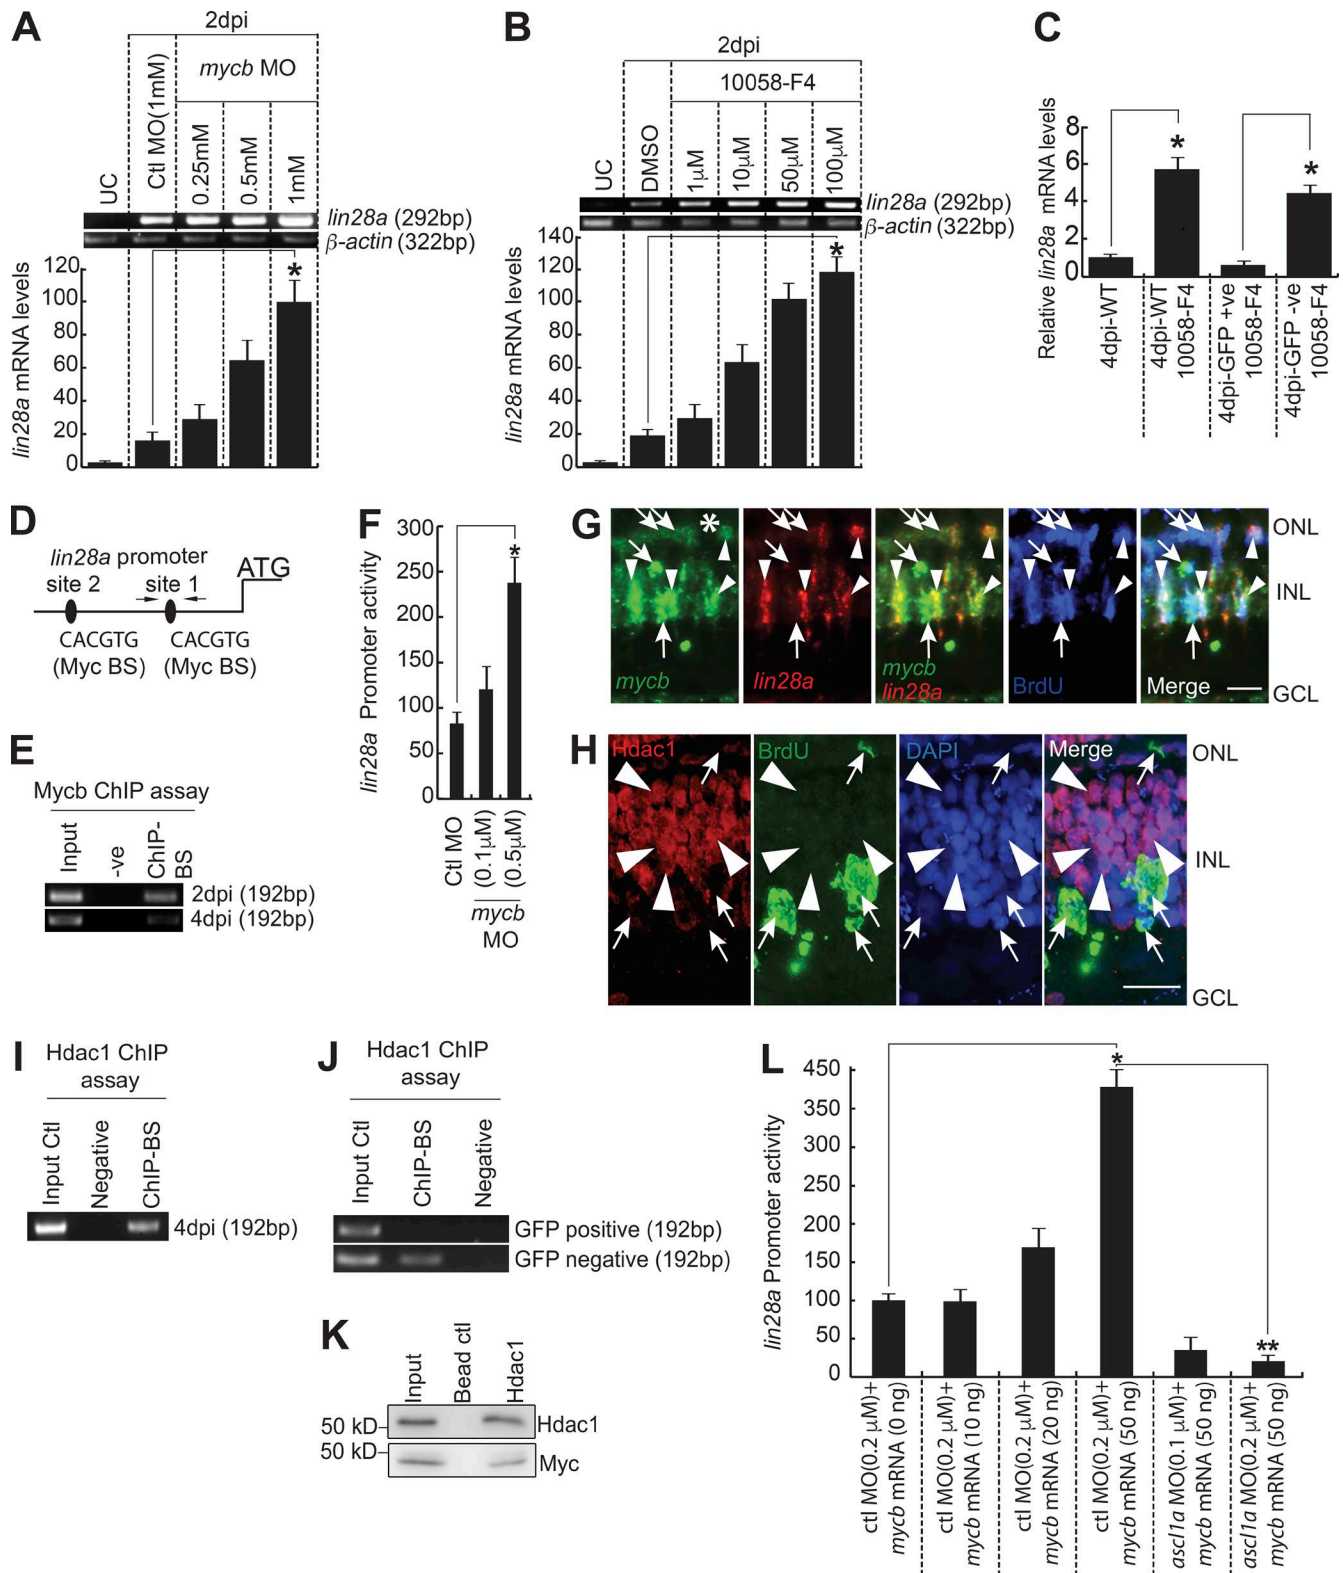 A
2dpi
Ctl MO(1mM)
mycb MO
UC
0.25mM
0.5mM
1mM
lin28a (292bp)
β-actin (322bp)
lin28a mRNA levels
120
100
80
60
40
20
0
*
B
2dpi
10058-F4
UC
DMSO
1µM
10µM
50µM
100µM
lin28a (292bp)
β-actin (322bp)
lin28a mRNA levels
140
120
100
80
60
40
20
0
*
C
Relative lin28a mRNA levels
8
6
4
2
0
*
*
4dpi-WT
4dpi-WT
10058-F4
4dpi-GFP +ve
10058-F4
4dpi-GFP -ve
10058-F4
D
lin28a promoter
site 2
site 1
ATG
CACGTG
(Myc BS)
CACGTG
(Myc BS)
E
Mycb ChIP assay
Input
-ve
ChIP-
BS
2dpi (192bp)
4dpi (192bp)
F
lin28a Promoter activity
300
250
200
150
100
50
0
*
Ctl MO
(0.1µM)
(0.5µM)
mycb
MO
G
*
mycb
lin28a
mycb
lin28a
BrdU
Merge
ONL
INL
GCL
H
Hdac1
BrdU
DAPI
Merge
ONL
INL
GCL
I
Hdac1 ChIP
assay
Input Ctl
Negative
ChIP-BS
4dpi (192bp)
J
Hdac1 ChIP
assay
Input Ctl
ChIP-BS
Negative
GFP positive (192bp)
GFP negative (192bp)
K
Input
Bead ctl
Hdac1
50 kD
Hdac1
50 kD
Myc
L
lin28a Promoter activity
450
350
300
200
150
100
50
0
*
**
ctl MO(0.2 µM)+
mycb mRNA (0 ng)
ctl MO(0.2 µM)+
mycb mRNA (10 ng)
ctl MO(0.2 µM)+
mycb mRNA (20 ng)
ctl MO(0.2 µM)+
mycb mRNA (50 ng)
ascl1a MO(0.1 µM)+
mycb mRNA (50 ng)
ascl1a MO(0.2 µM)+
mycb mRNA (50 ng)